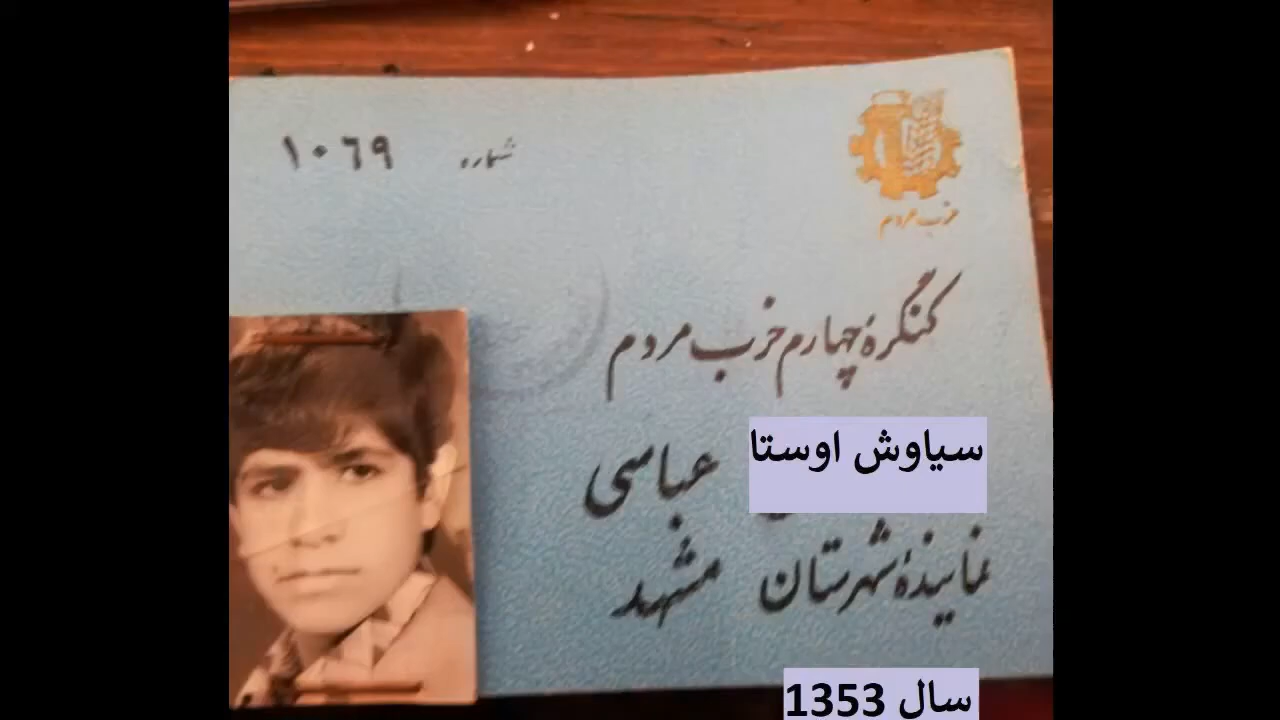 حزب مردم
شماره ۱۰۶۹
کنگرهٔ چهارم حزب مردم
سیاوش اوستا عباسی
نمایندهٔ شهرستان مشهد
سال 1353